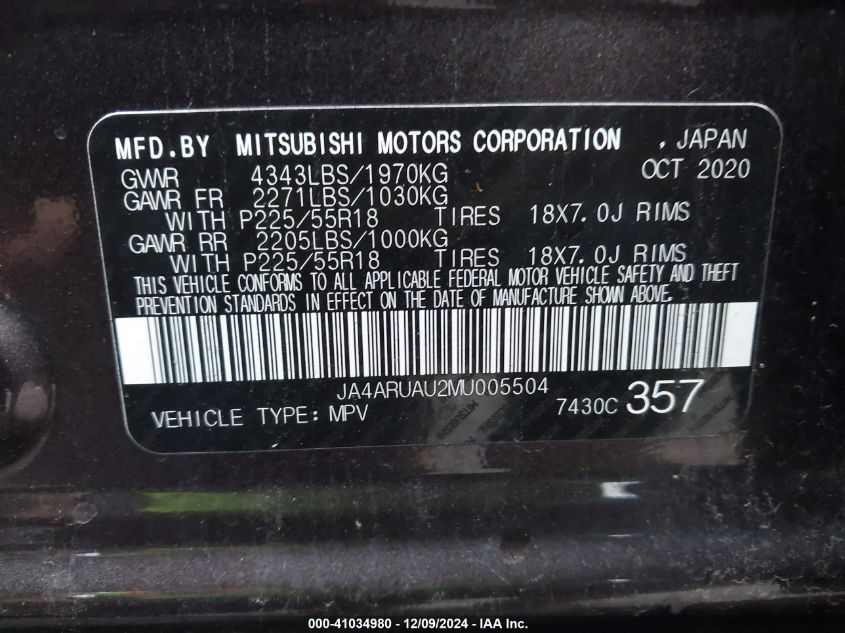 MFD.BY MITSUBISHI MOTORS CORPORATION , JAPAN
GVWR 4343LBS/1970KG OCT 2020
GAWR FR 2271LBS/1030KG
WITH P225/55R18 TIRES 18X7.0J RIMS
GAWR RR 2205LBS/1000KG
WITH P225/55R18 TIRES 18X7.0J RIMS
THIS VEHICLE CONFORMS TO ALL APPLICABLE FEDERAL MOTOR VEHICLE SAFETY AND THEFT
PREVENTION STANDARDS IN EFFECT ON THE DATE OF MANUFACTURE SHOWN ABOVE.
JA4ARUAU2MU005504
VEHICLE TYPE: MPV 7430C 357
000-41034980 - 12/09/2024 - IAA Inc.